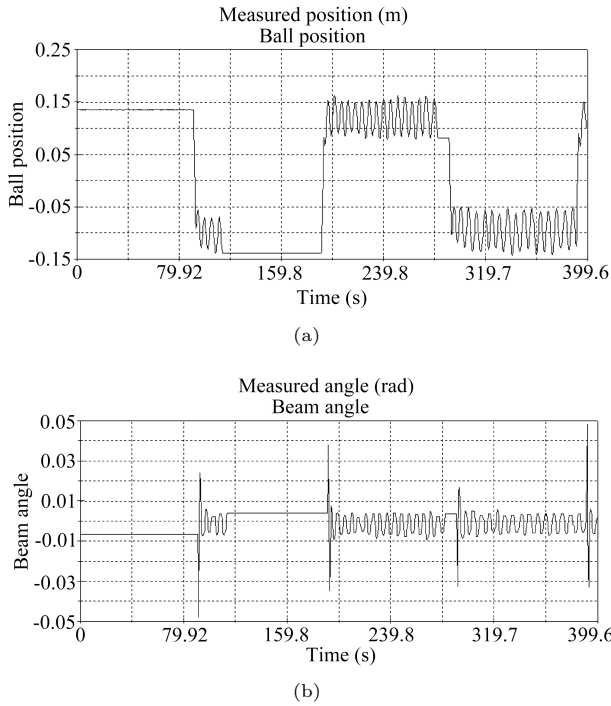 Measured position (m)
Ball position
0.25
0.15
0.05
-0.05
-0.15
Ball position
0 79.92 159.8 239.8 319.7 399.6
Time (s)
(a)
Measured angle (rad)
Beam angle
0.05
0.03
0.01
-0.01
-0.03
-0.05
Beam angle
0 79.92 159.8 239.8 319.7 399.6
Time (s)
(b)